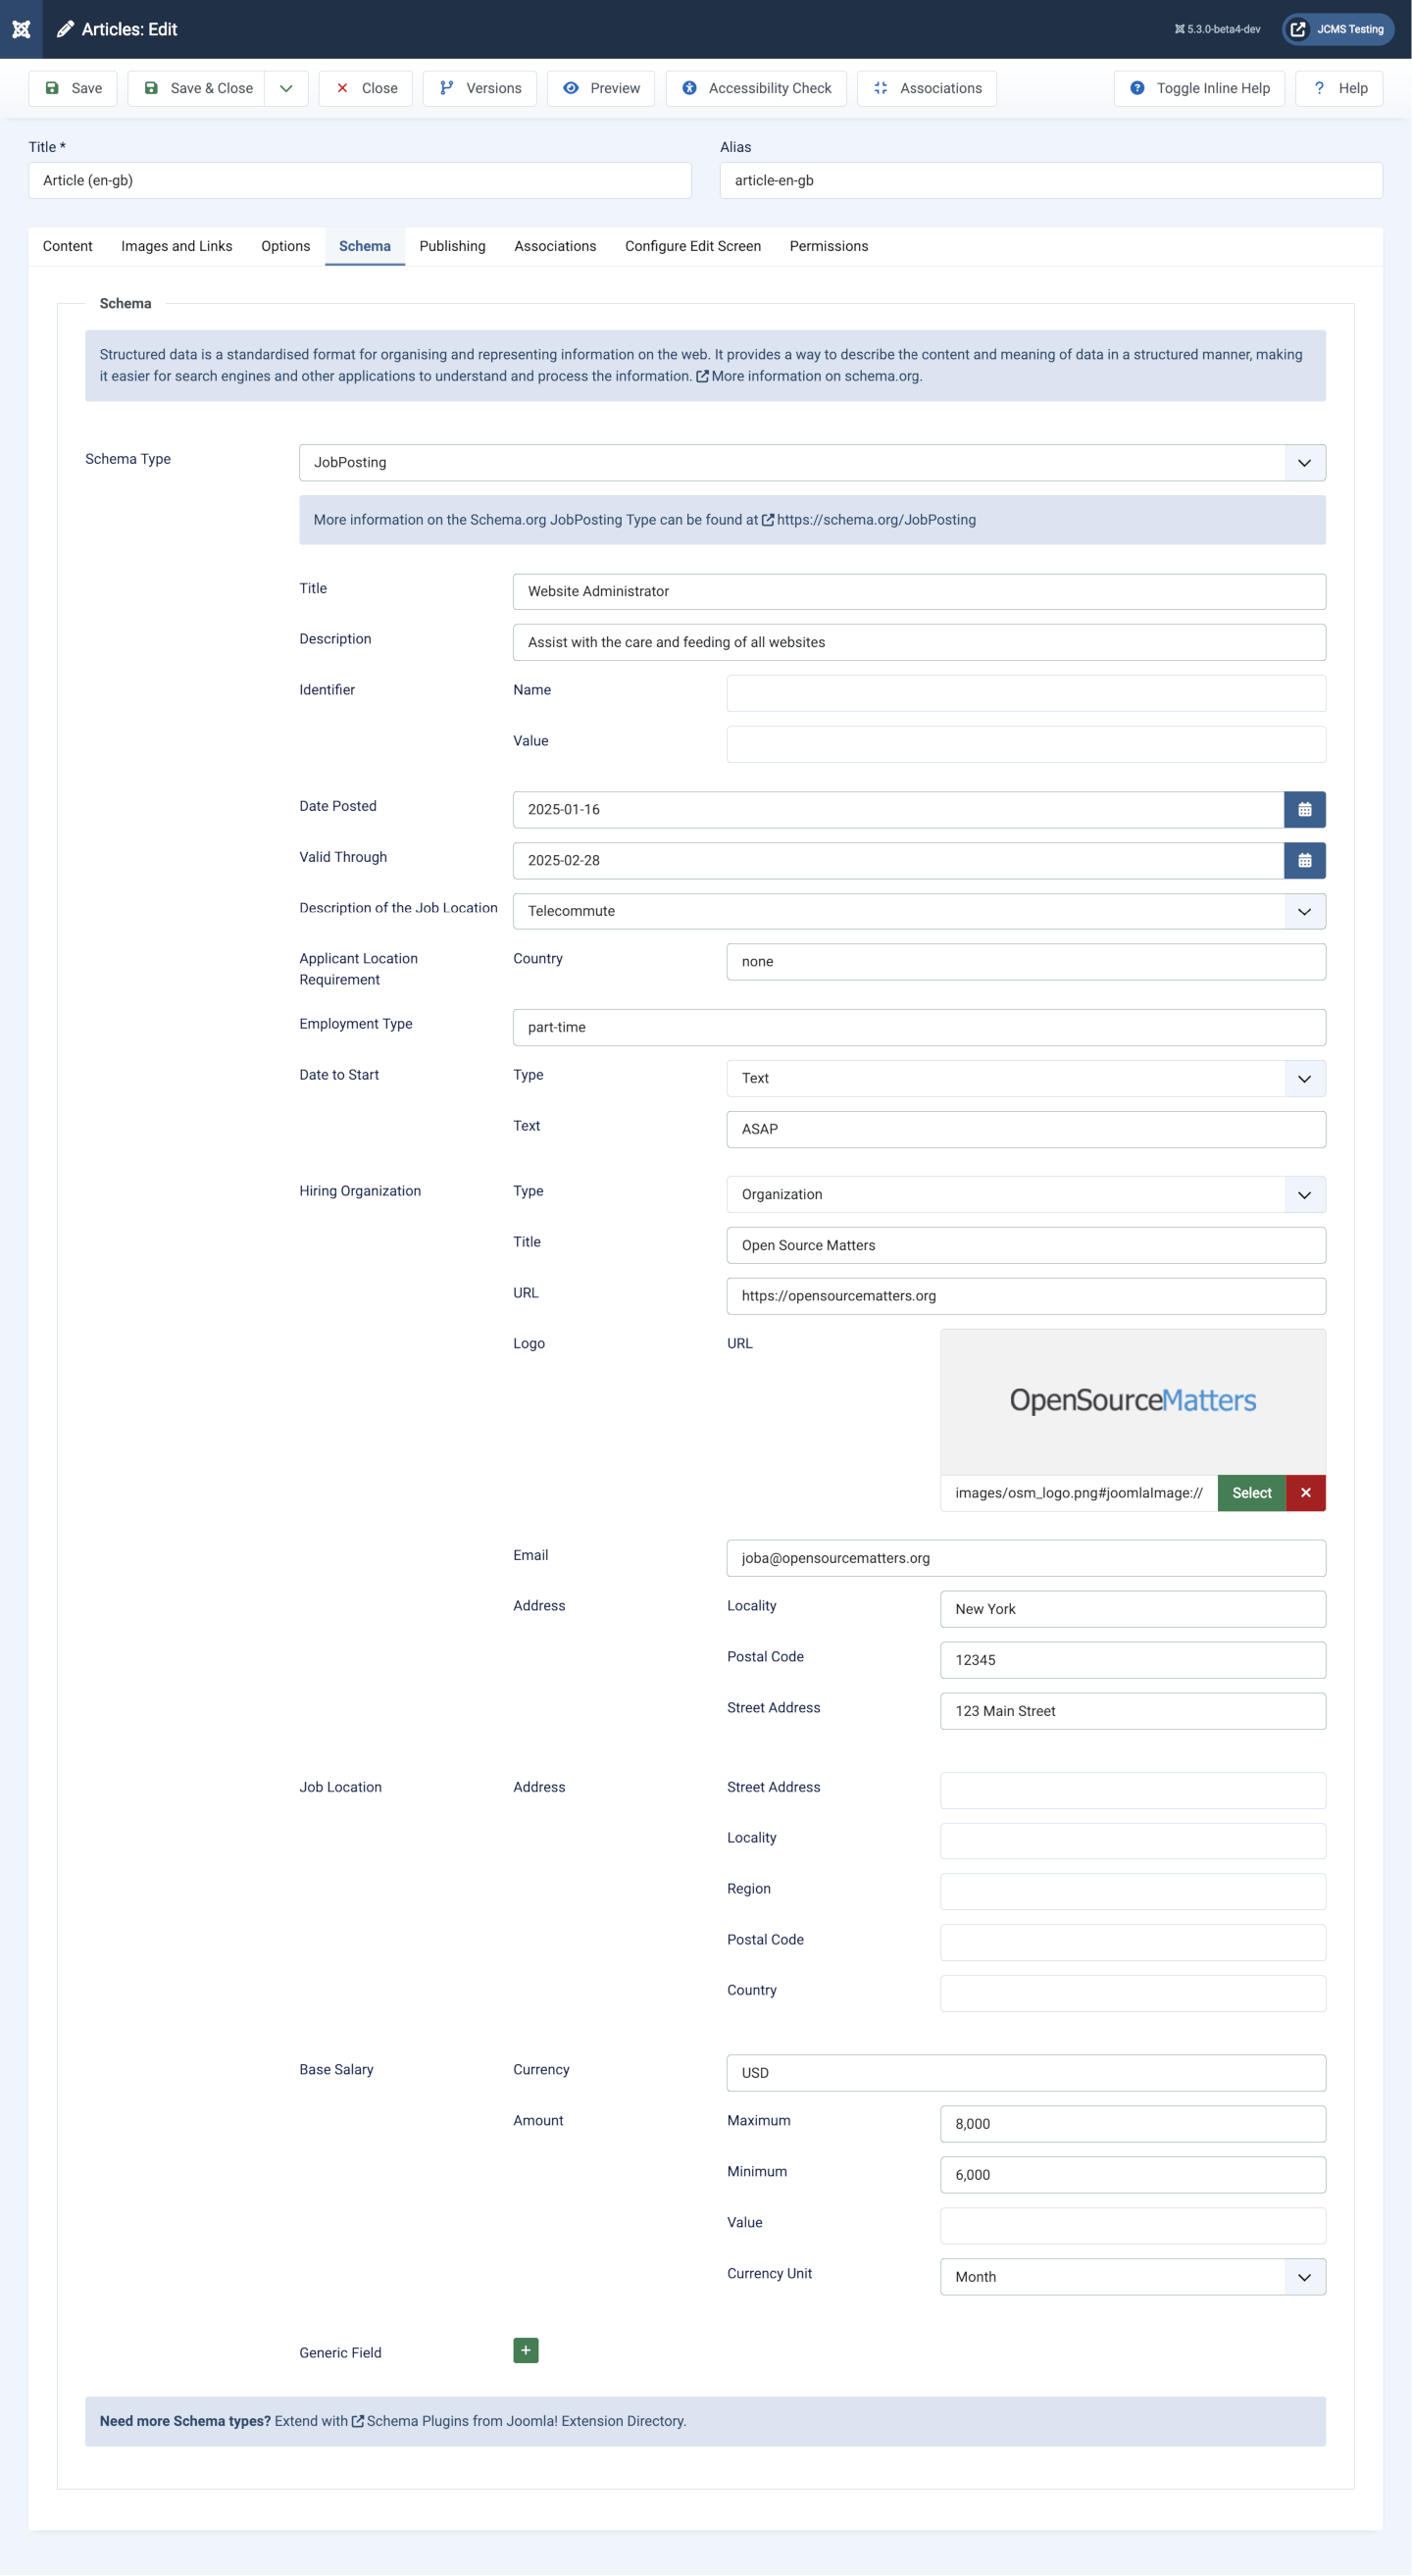 Articles: Edit
5.3.0-beta4-dev
JCMS Testing
Save
Save & Close
Close
Versions
Preview
Accessibility Check
Associations
Toggle Inline Help
? Help
Title *
Alias
Article (en-gb)
article-en-gb
Content
Images and Links
Options
Schema
Publishing
Associations
Configure Edit Screen
Permissions
Schema
Structured data is a standardised format for organising and representing information on the web. It provides a way to describe the content and meaning of data in a structured manner, making
it easier for search engines and other applications to understand and process the information. More information on schema.org.
Schema Type
JobPosting
More information on the Schema.org JobPosting Type can be found at https://schema.org/JobPosting
Title
Website Administrator
Description
Assist with the care and feeding of all websites
Identifier
Name
Value
Date Posted
2025-01-16
Valid Through
2025-02-28
Description of the Job Location
Telecommute
Applicant Location
Requirement
Country
none
Employment Type
part-time
Date to Start
Type
Text
Text
ASAP
Hiring Organization
Type
Organization
Title
Open Source Matters
URL
https://opensourcematters.org
Logo
URL
OpenSourceMatters
images/osm_logo.png#joomlaImage://
Select
Email
joba@opensourcematters.org
Address
Locality
New York
Postal Code
12345
Street Address
123 Main Street
Job Location
Address
Street Address
Locality
Region
Postal Code
Country
Base Salary
Currency
USD
Amount
Maximum
8,000
Minimum
6,000
Value
Currency Unit
Month
Generic Field
+
Need more Schema types? Extend with Schema Plugins from Joomla! Extension Directory.